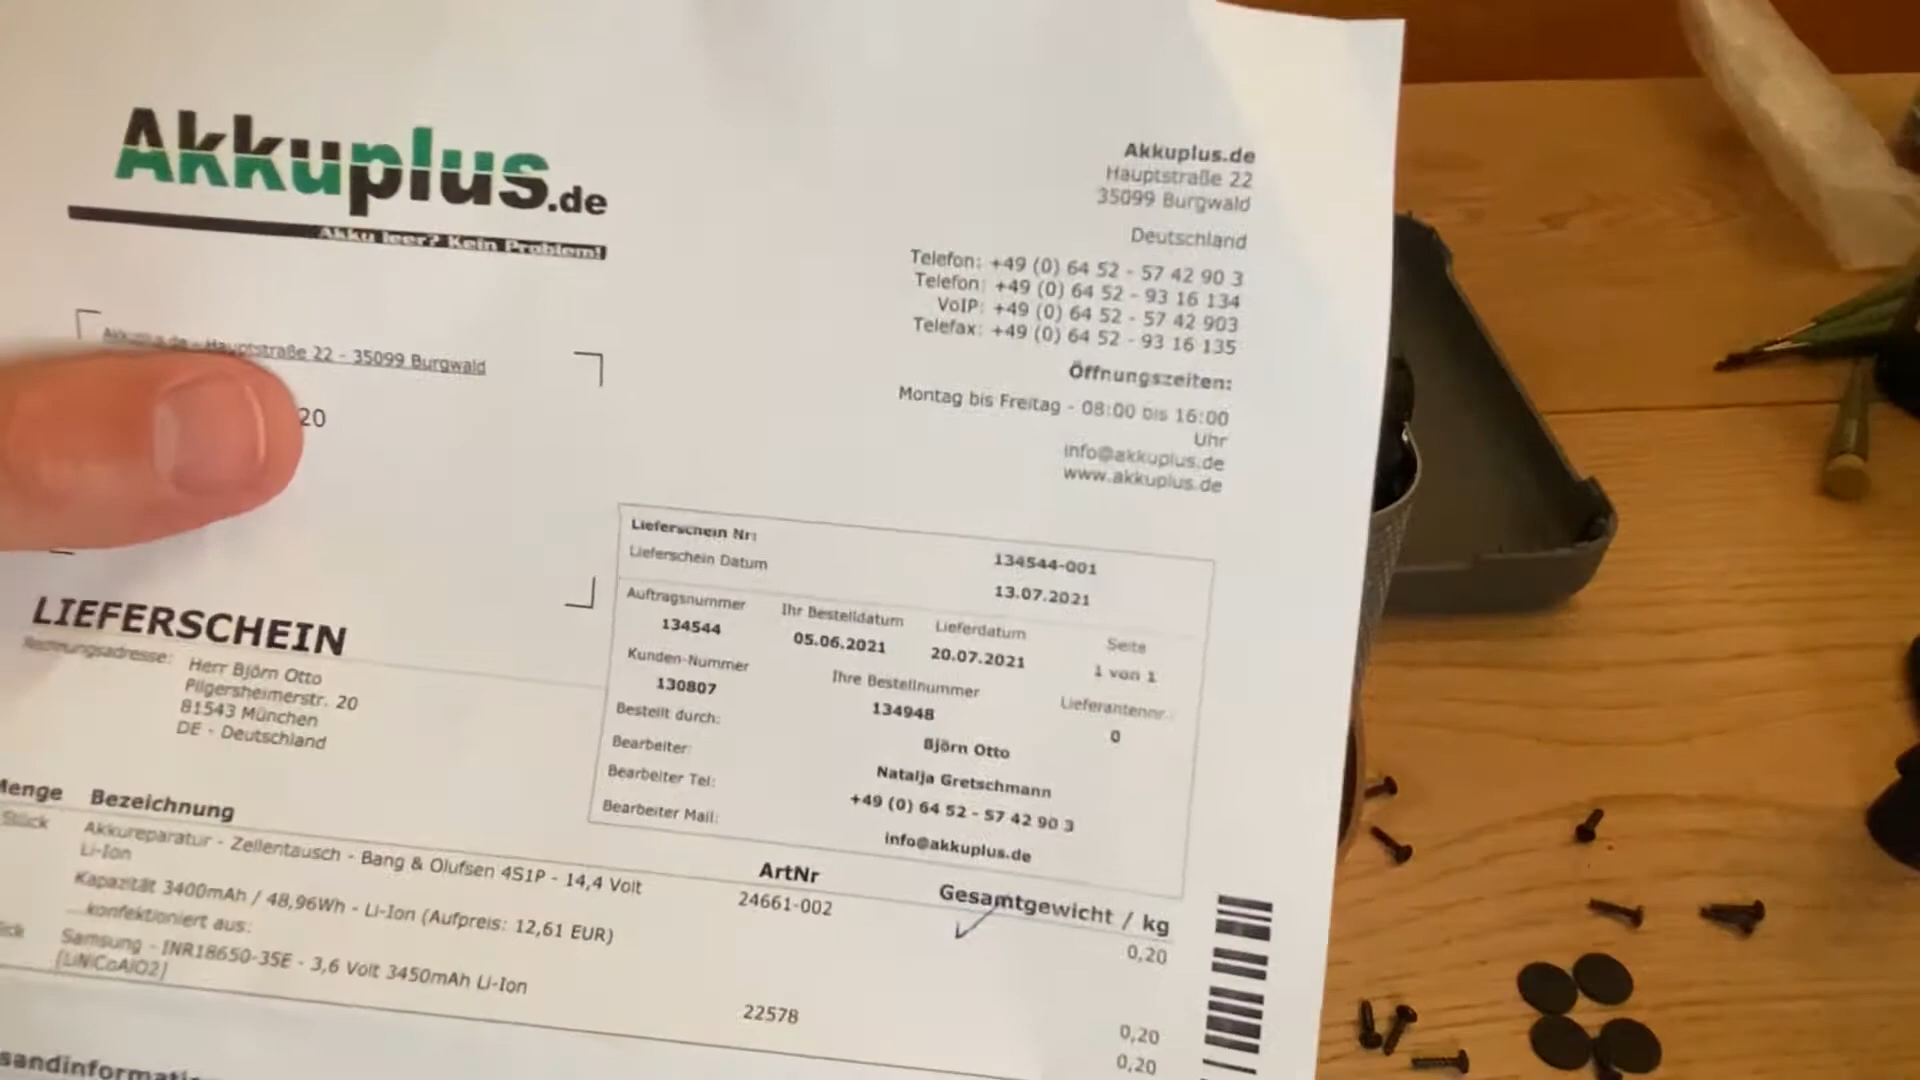 Akkuplus.de
Akku leer? Kein Problem!
Akkuplus.de
Hauptstraße 22
35099 Burgwald
Deutschland
Telefon: +49 (0) 64 52 - 57 42 90 3
Telefon: +49 (0) 64 52 - 93 16 134
VoIP: +49 (0) 64 52 - 57 42 903
Telefax: +49 (0) 64 52 - 93 16 135
Öffnungszeiten:
Montag bis Freitag - 08:00 bis 16:00
Uhr
info@akkuplus.de
www.akkuplus.de
Akkuplus.de - Hauptstraße 22 - 35099 Burgwald
20
Lieferschein Nr: 134544-001
Lieferschein Datum 13.07.2021
Auftragsnummer Ihr Bestelldatum Lieferdatum Seite
134544 05.06.2021 20.07.2021 1 von 1
Kunden-Nummer Ihre Bestellnummer Lieferantennr.:
130807 134948 0
Bestellt durch: Björn Otto
Bearbeiter: Natalja Gretschmann
Bearbeiter Tel: +49 (0) 64 52 - 57 42 90 3
Bearbeiter Mail: info@akkuplus.de
LIEFERSCHEIN
Rechnungsadresse: Herr Björn Otto
Pilgersheimerstr. 20
81543 München
DE - Deutschland
Menge Bezeichnung ArtNr Gesamtgewicht / kg
Stück Akkureparatur - Zellentausch - Bang & Olufsen 4S1P - 14,4 Volt 24661-002 0,20
Li-Ion
Kapazität 3400mAh / 48,96Wh - Li-Ion (Aufpreis: 12,61 EUR)
...konfektioniert aus:
Samsung - INR18650-35E - 3,6 Volt 3450mAh Li-Ion 22578 0,20
[LiNiCoAlO2]
0,20